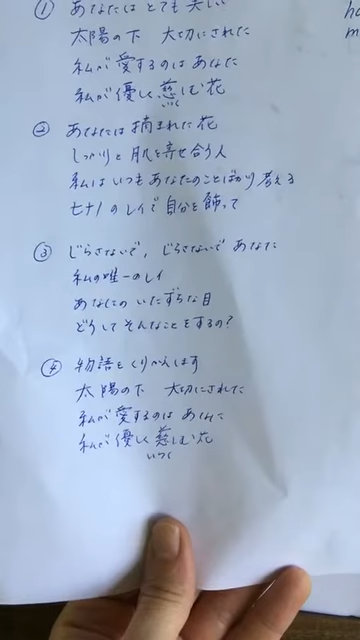 ① あなたは とても 美しい
太陽の下 大切にされた
私が愛するのは あなた
私が優しく慈しむ花
いつく
ha
m
② あなたは摘まれた花
しっかりと 肌を寄せ合う人
私は いつも あなたのことばかり 考える
七ナノ のレイで 自分を飾って
③ じらさないで, じらさないで あなた
私の唯一のレイ
あなたの いたずらな目
どうして そんなことをするの?
④ 物語をくりかえします
太陽の下 大切にされた
私が愛するのは あなた
私が優しく慈しむ花
いつく